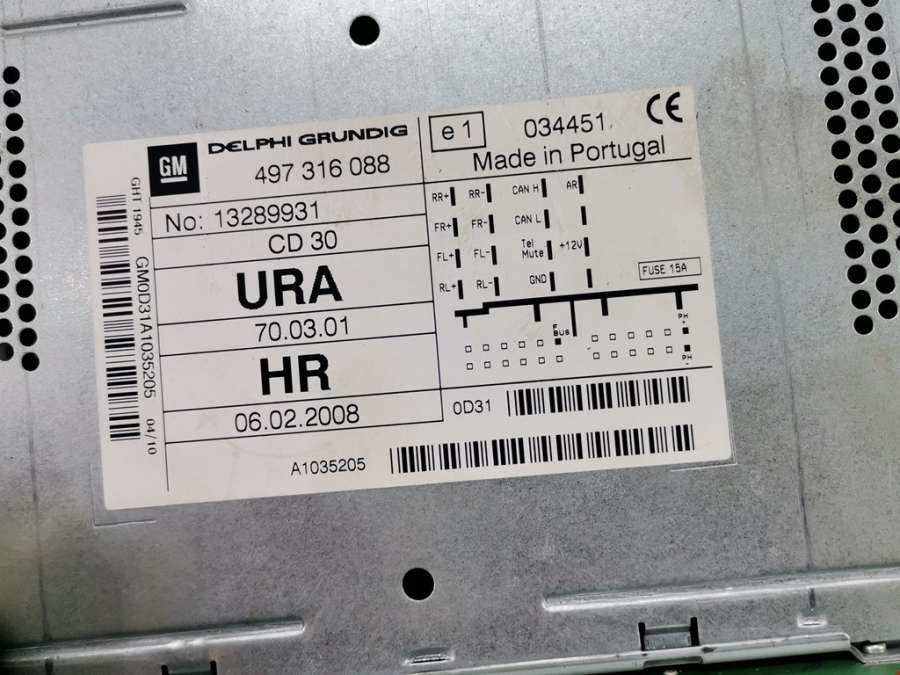 GM DELPHI GRUNDIG
497 316 088
No: 13289931
CD 30
URA
70.03.01
HR
06.02.2008
e 1
034451
CE
Made in Portugal
RR+ RR- CAN H AR
FR+ FR- CAN L
FL+ FL- Tel Mute +12V
RL+ RL- GND
FUSE 15A
F BUS
PH
PH
0D31
A1035205
GHT 1945 GM0D31A1035205 04/10